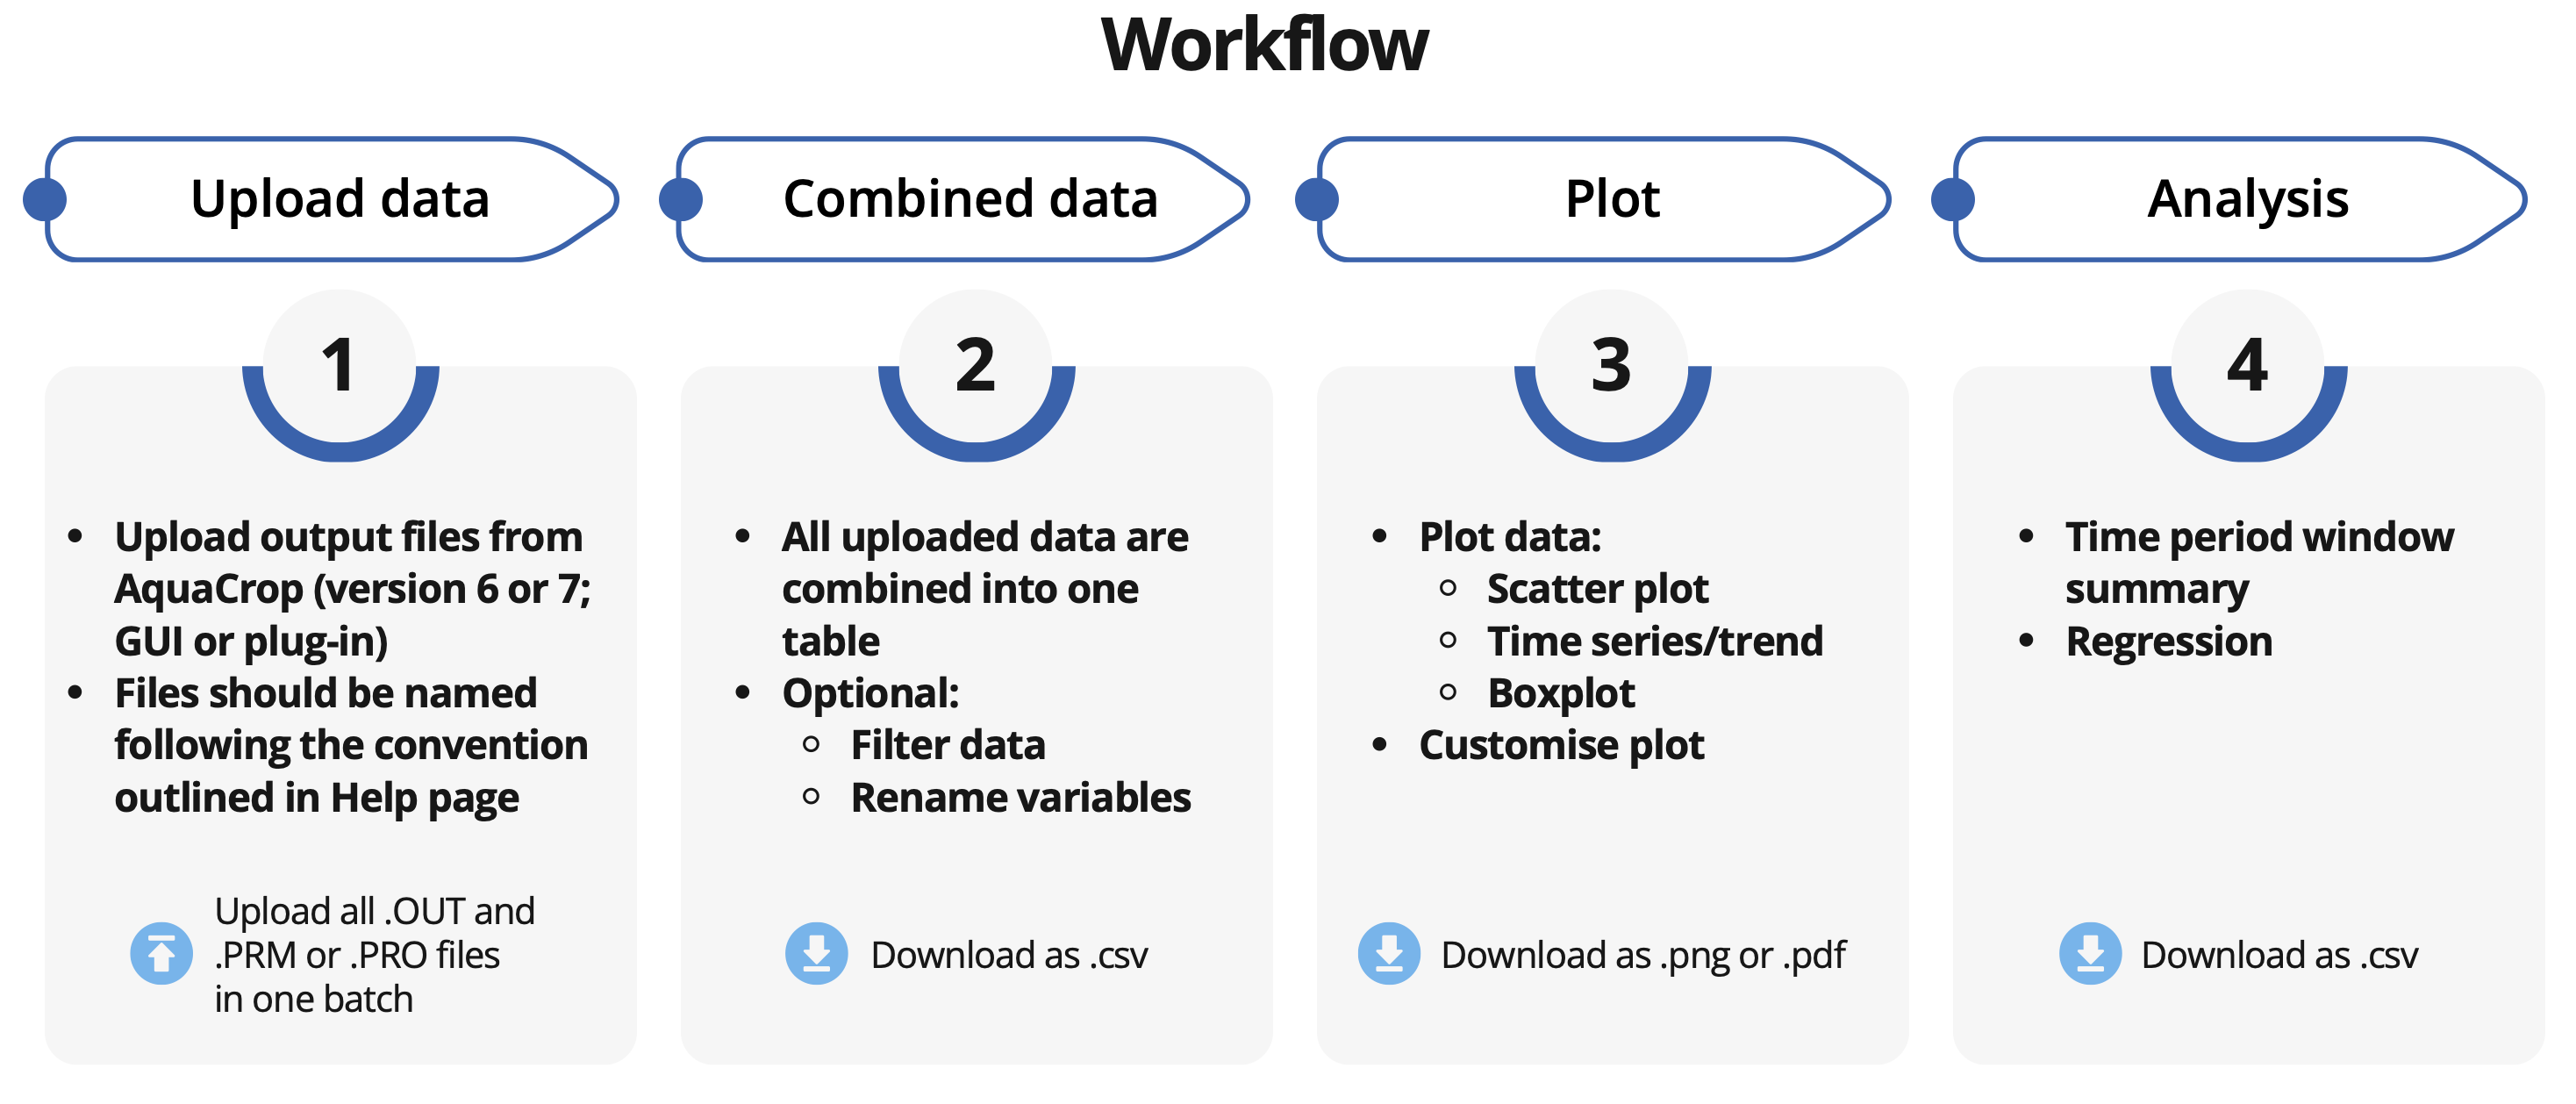 Workflow
Upload data
Combined data
Plot
Analysis
1
• Upload output files from
AquaCrop (version 6 or 7;
GUI or plug-in)
• Files should be named
following the convention
outlined in Help page
Upload all .OUT and
.PRM or .PRO files
in one batch
2
• All uploaded data are
combined into one
table
• Optional:
○ Filter data
○ Rename variables
Download as .csv
3
• Plot data:
○ Scatter plot
○ Time series/trend
○ Boxplot
• Customise plot
Download as .png or .pdf
4
• Time period window
summary
• Regression
Download as .csv